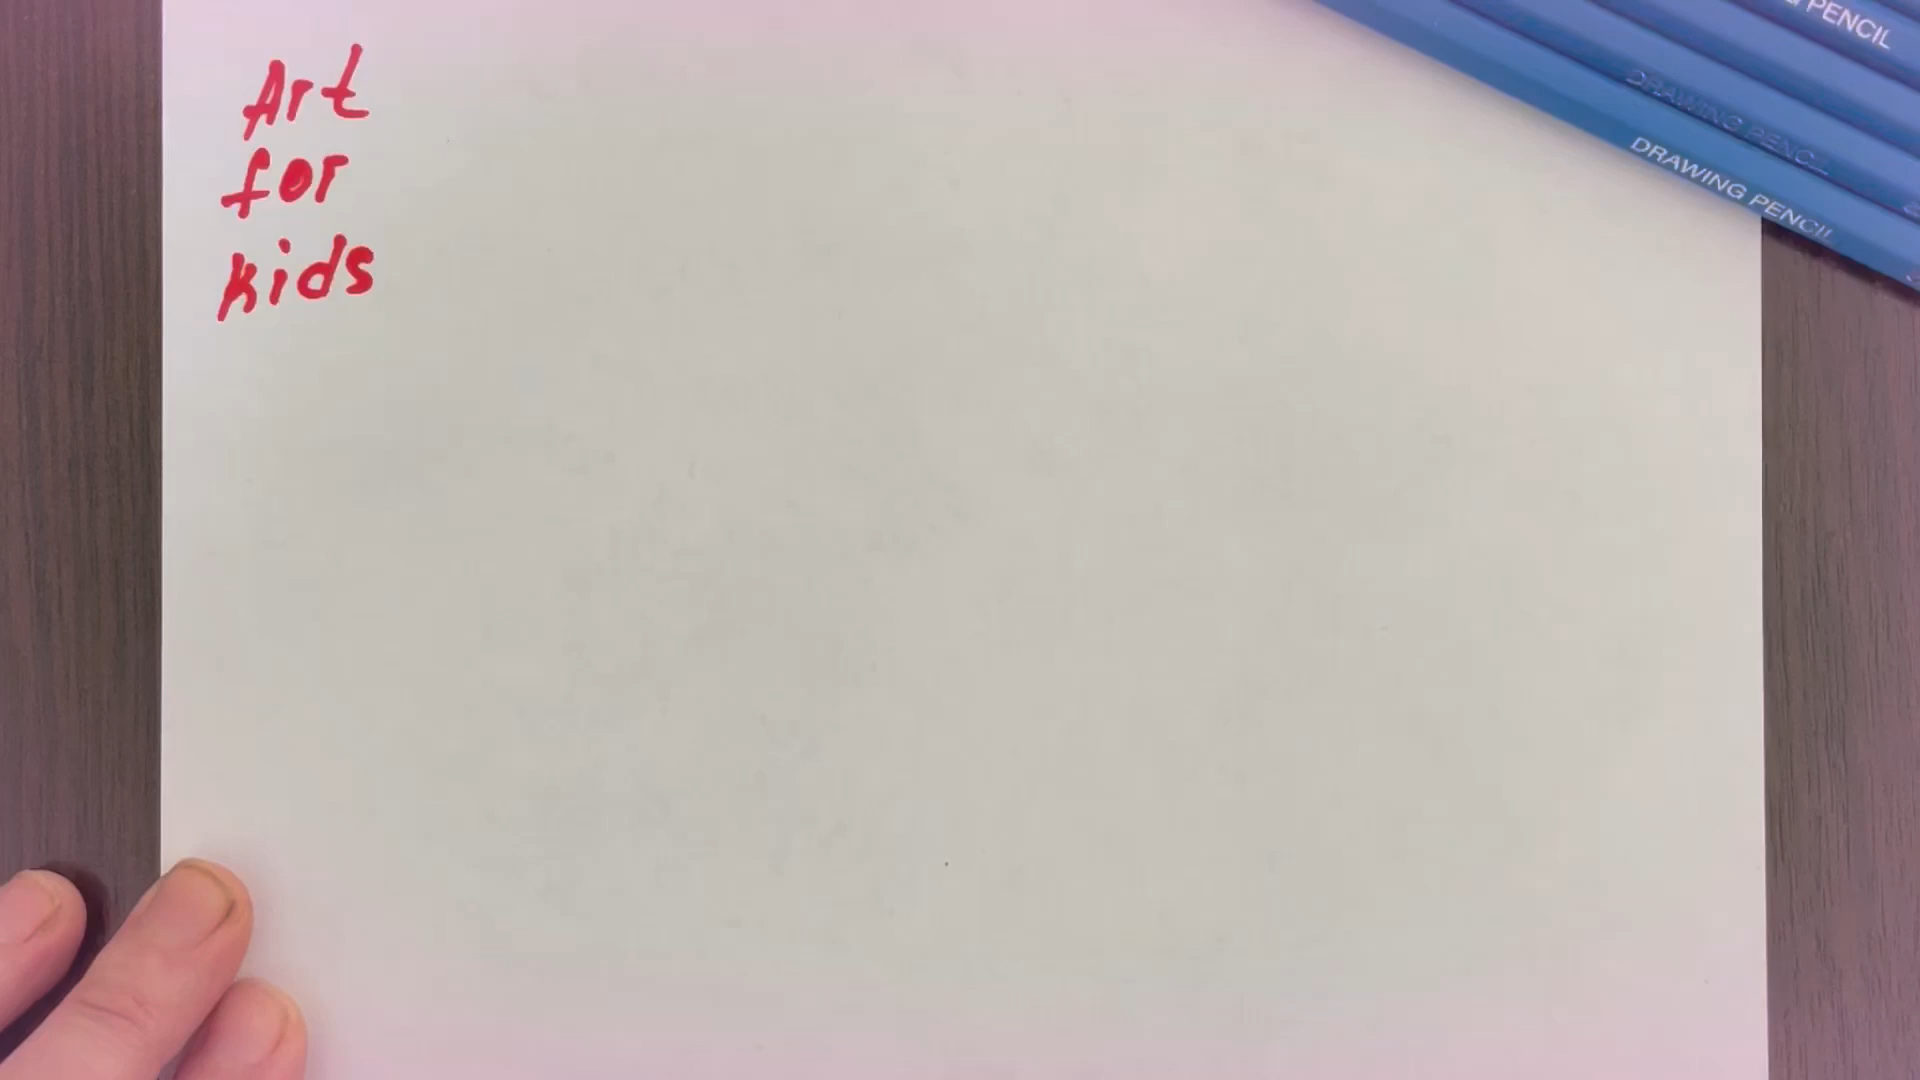 Art
for
kids
G PENCIL
DRAWING PENCIL
DRAWING PENCIL